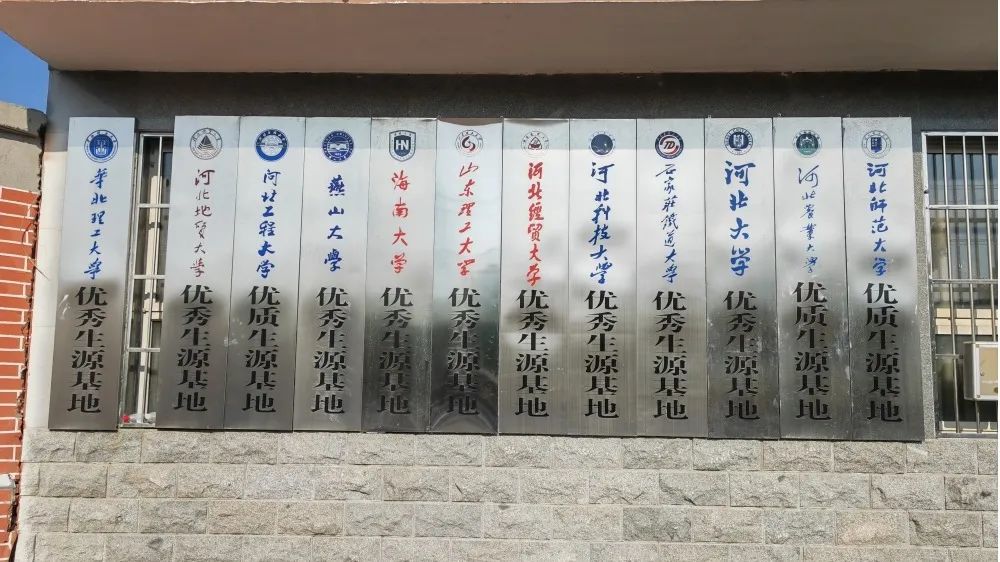 华北理工大学
优秀生源基地
河北地质大学
优秀生源基地
河北工程大学
优质生源基地
燕山大学
优秀生源基地
HN
海南大学
优秀生源基地
山东理工大学
优秀生源基地
河北经贸大学
优秀生源基地
河北科技大学
优秀生源基地
石家庄铁道大学
优秀生源基地
河北大学
优秀生源基地
河北农业大学
优质生源基地
河北师范大学
优质生源基地